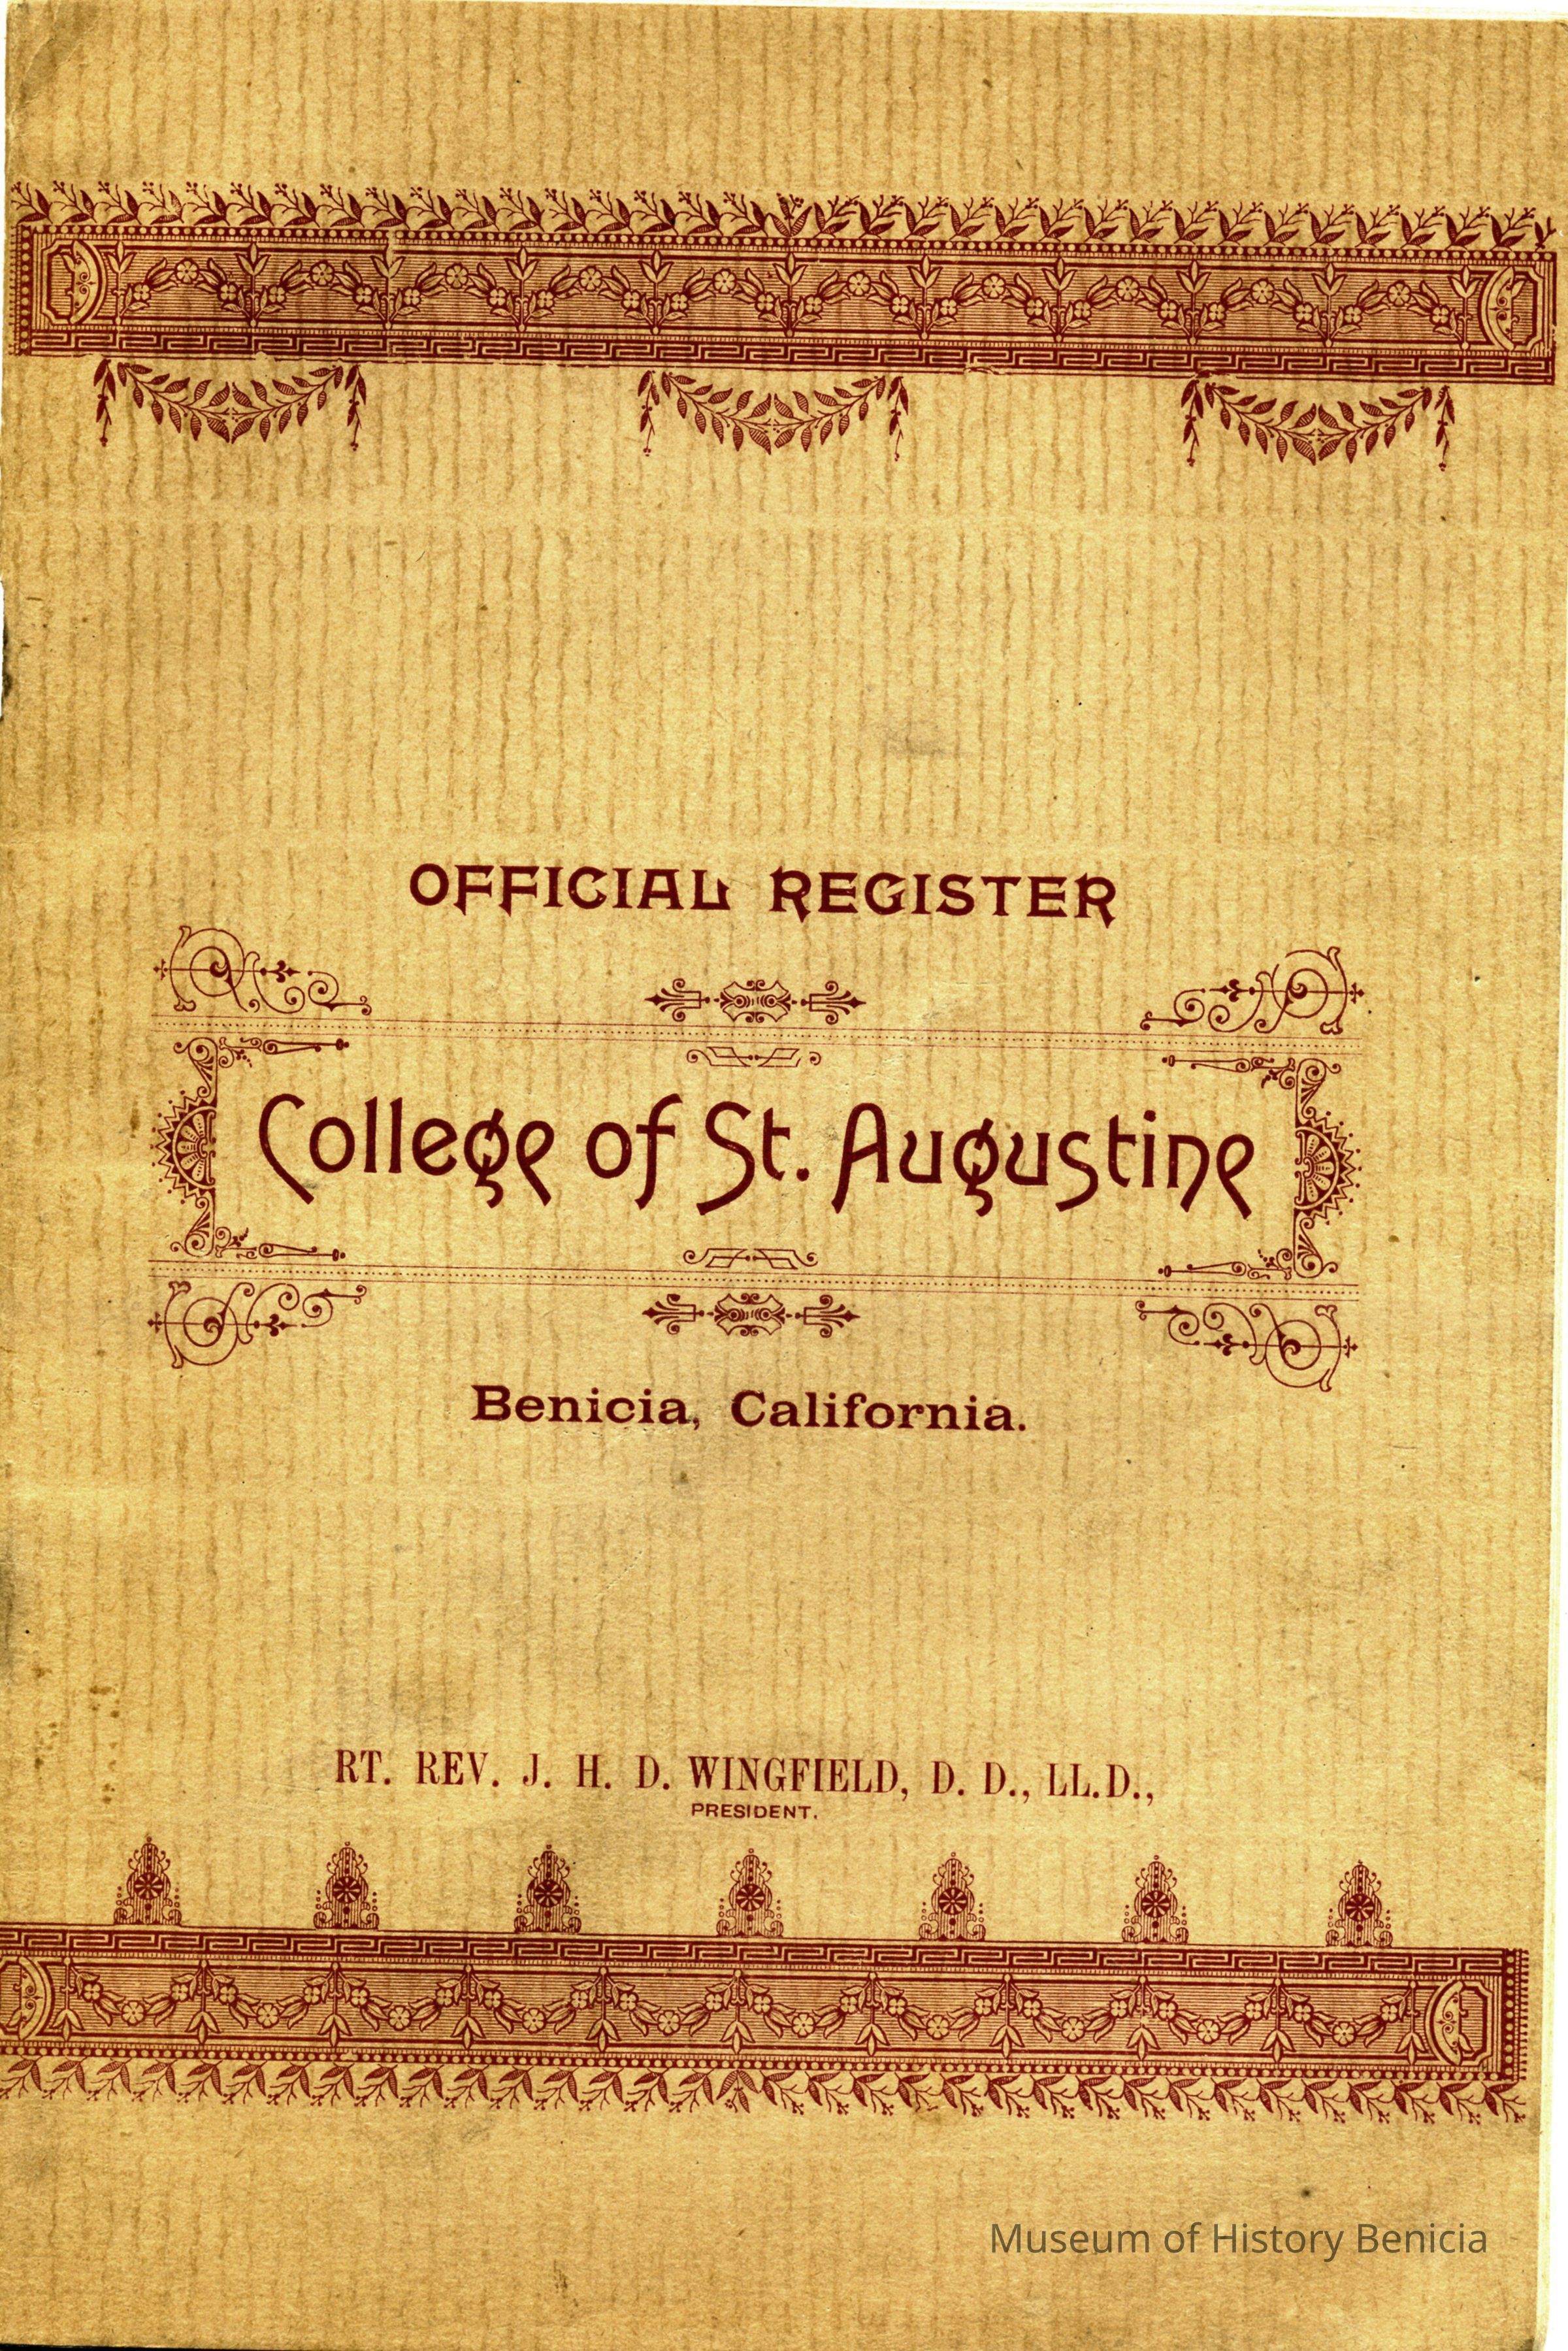 OFFICIAL REGISTER
College of St. Augustine
Benicia, California.
RT. REV. J. H. D. WINGFIELD, D. D., LL.D.,
PRESIDENT.
Museum of History Benicia